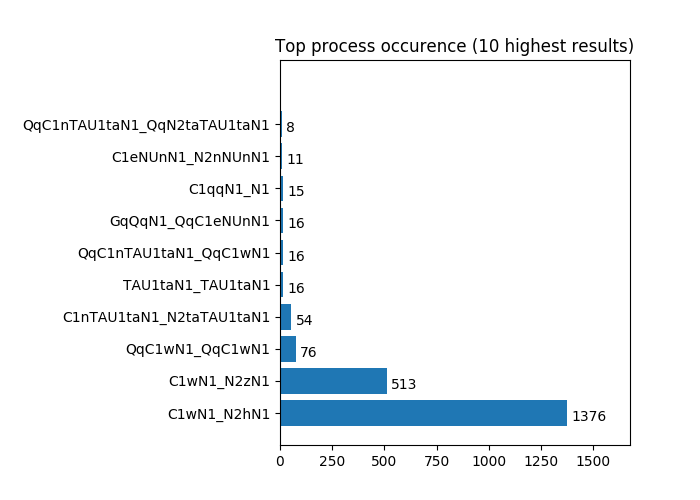 Top process occurence (10 highest results)
QqC1nTAU1taN1_QqN2taTAU1taN1 8
C1eNUnN1_N2nNUnN1 11
C1qqN1_N1 15
GqQqN1_QqC1eNUnN1 16
QqC1nTAU1taN1_QqC1wN1 16
TAU1taN1_TAU1taN1 16
C1nTAU1taN1_N2taTAU1taN1 54
QqC1wN1_QqC1wN1 76
C1wN1_N2zN1 513
C1wN1_N2hN1 1376
0 250 500 750 1000 1250 1500